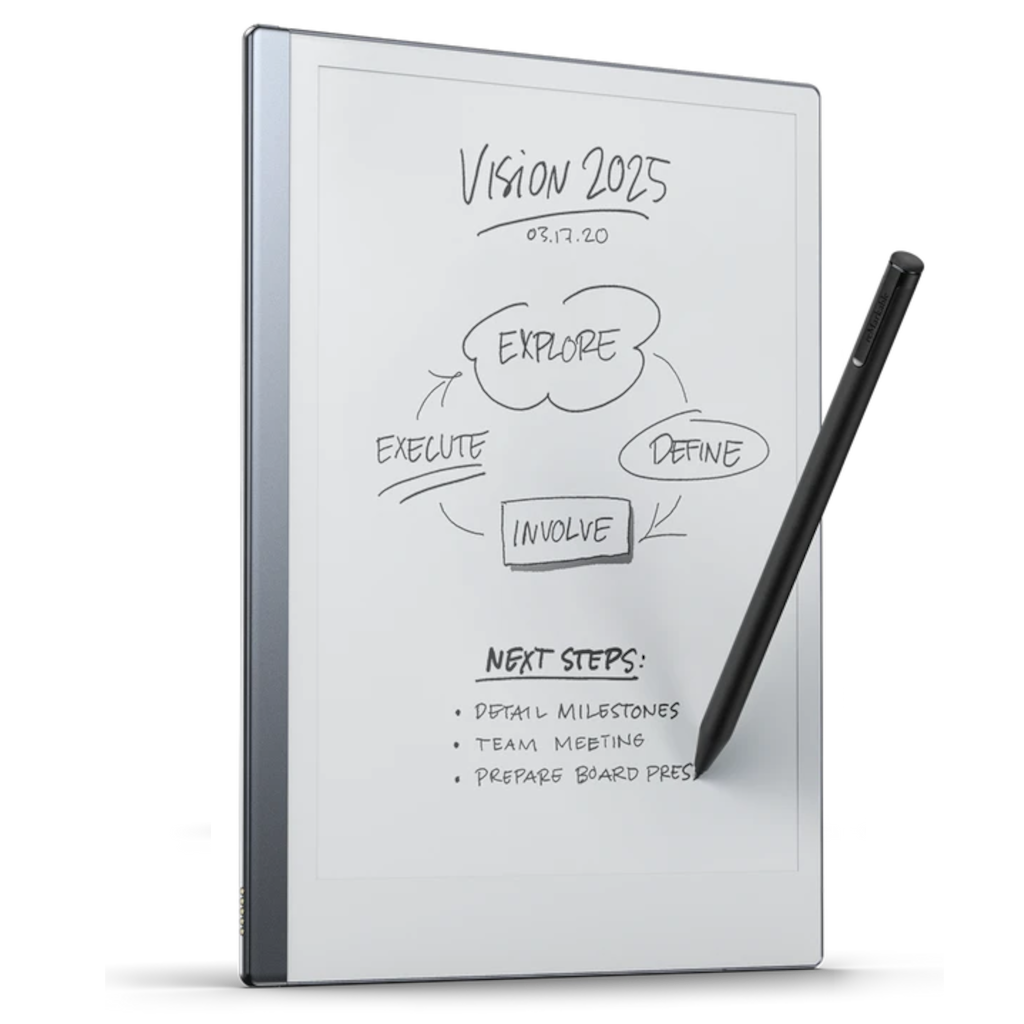 VISION 2025
03.17.20
EXPLORE
EXECUTE
DEFINE
INVOLVE
NEXT STEPS:
• DETAIL MILESTONES
• TEAM MEETING
• PREPARE BOARD PRES